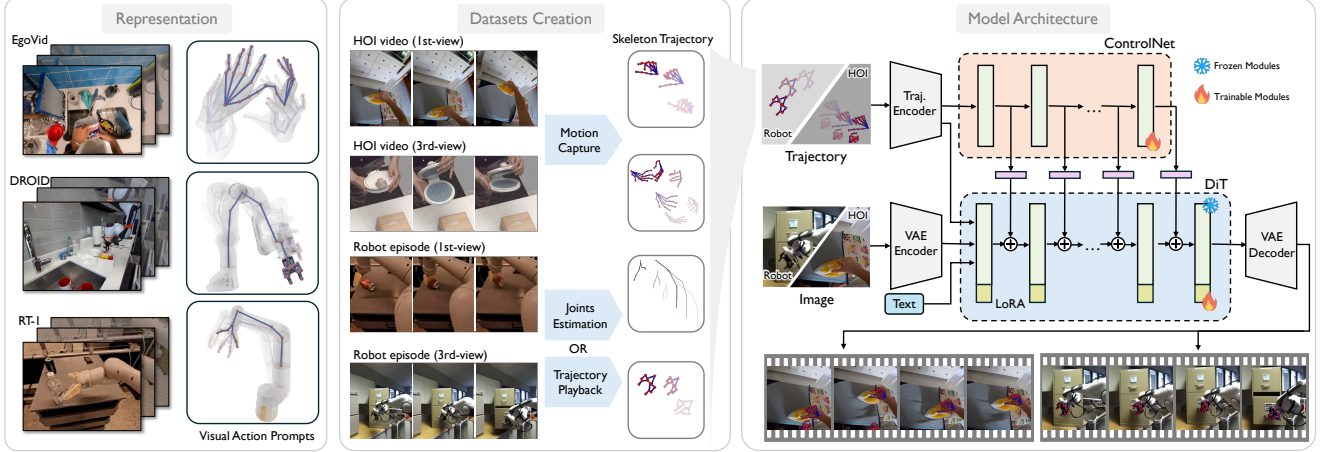 Representation
EgoVid
DROID
RT-1
Visual Action Prompts
Datasets Creation
HOI video (1st-view)
Skeleton Trajectory
Motion
Capture
HOI video (3rd-view)
Robot episode (1st-view)
Joints
Estimation
OR
Robot episode (3rd-view)
Trajectory
Playback
Model Architecture
ControlNet
Frozen Modules
Trainable Modules
HOI
Robot
Trajectory
Traj.
Encoder
DiT
HOI
Robot
Image
VAE
Encoder
Text
LoRA
VAE
Decoder